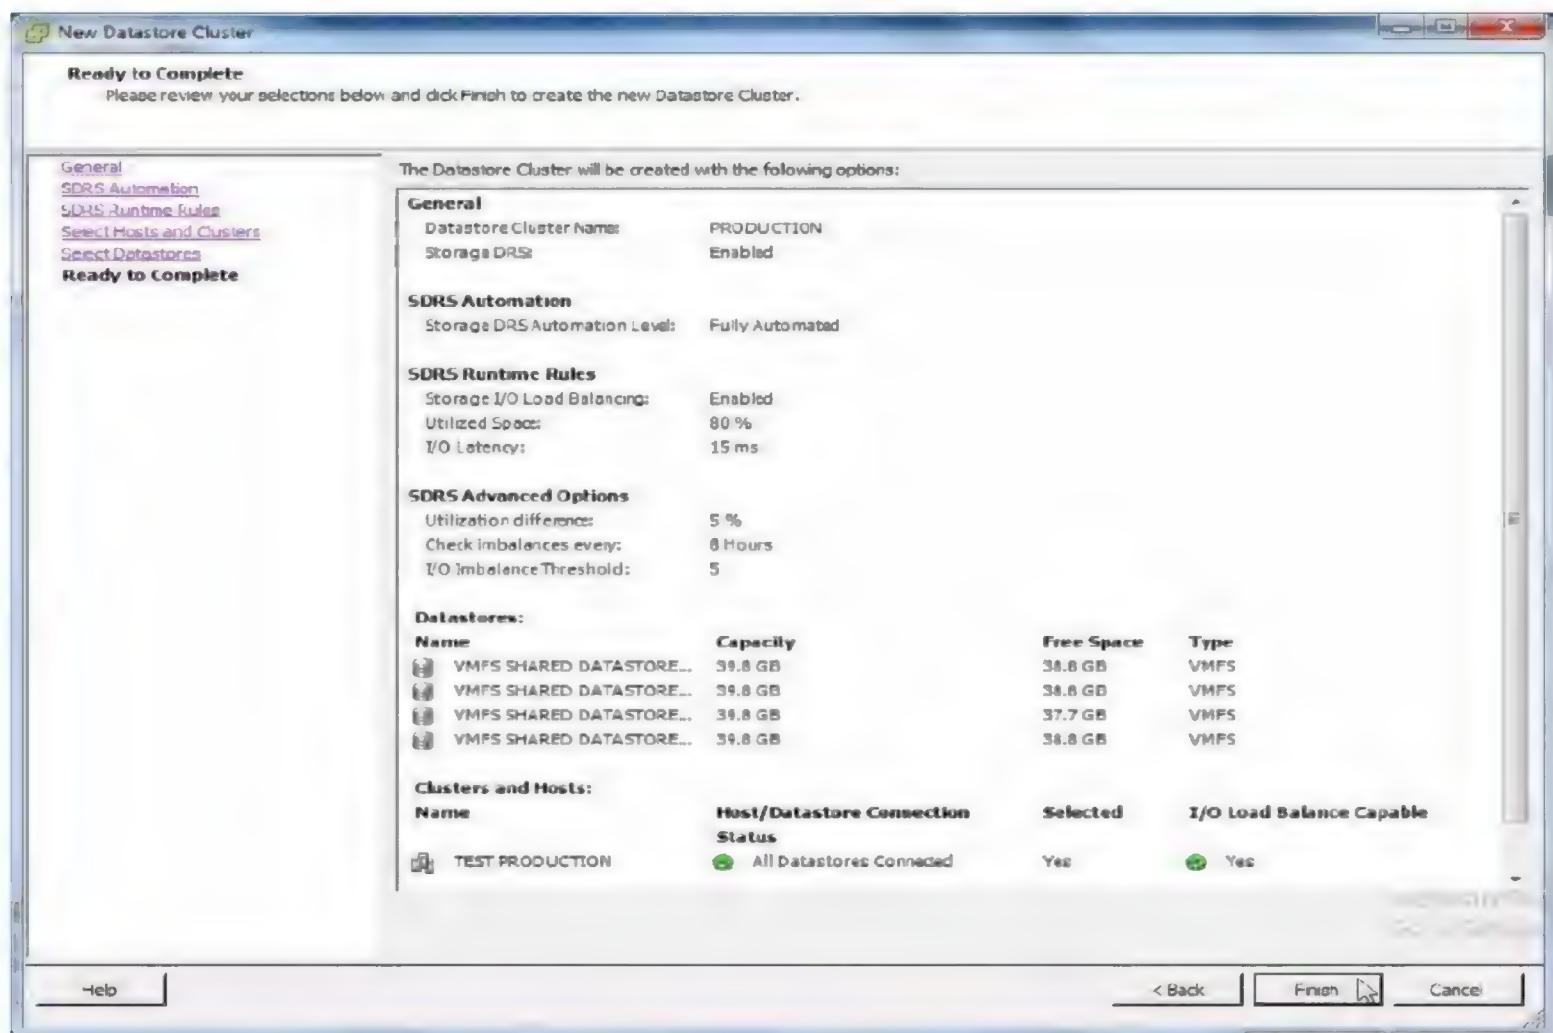 New Datastore Cluster
Ready to Complete
Please review your selections below and click Finish to create the new Datastore Cluster.
General
SDRS Automation
SDRS Runtime Rules
Select Hosts and Clusters
Select Datastores
Ready to Complete
The Datastore Cluster will be created with the following options:
General
Datastore Cluster Name: PRODUCTION
Storage DRS: Enabled
SDRS Automation
Storage DRS Automation Level: Fully Automated
SDRS Runtime Rules
Storage I/O Load Balancing: Enabled
Utilized Space: 80 %
I/O Latency: 15 ms
SDRS Advanced Options
Utilization difference: 5 %
Check imbalances every: 8 Hours
I/O Imbalance Threshold: 5
Datastores:
Name Capacity Free Space Type
VMFS SHARED DATASTORE... 39.8 GB 38.8 GB VMFS
VMFS SHARED DATASTORE... 39.8 GB 38.8 GB VMFS
VMFS SHARED DATASTORE... 39.8 GB 37.7 GB VMFS
VMFS SHARED DATASTORE... 39.8 GB 38.8 GB VMFS
Clusters and Hosts:
Name Host/Datastore Connection Status Selected I/O Load Balance Capable
TEST PRODUCTION All Datastores Connected Yes Yes
Help < Back Finish Cancel